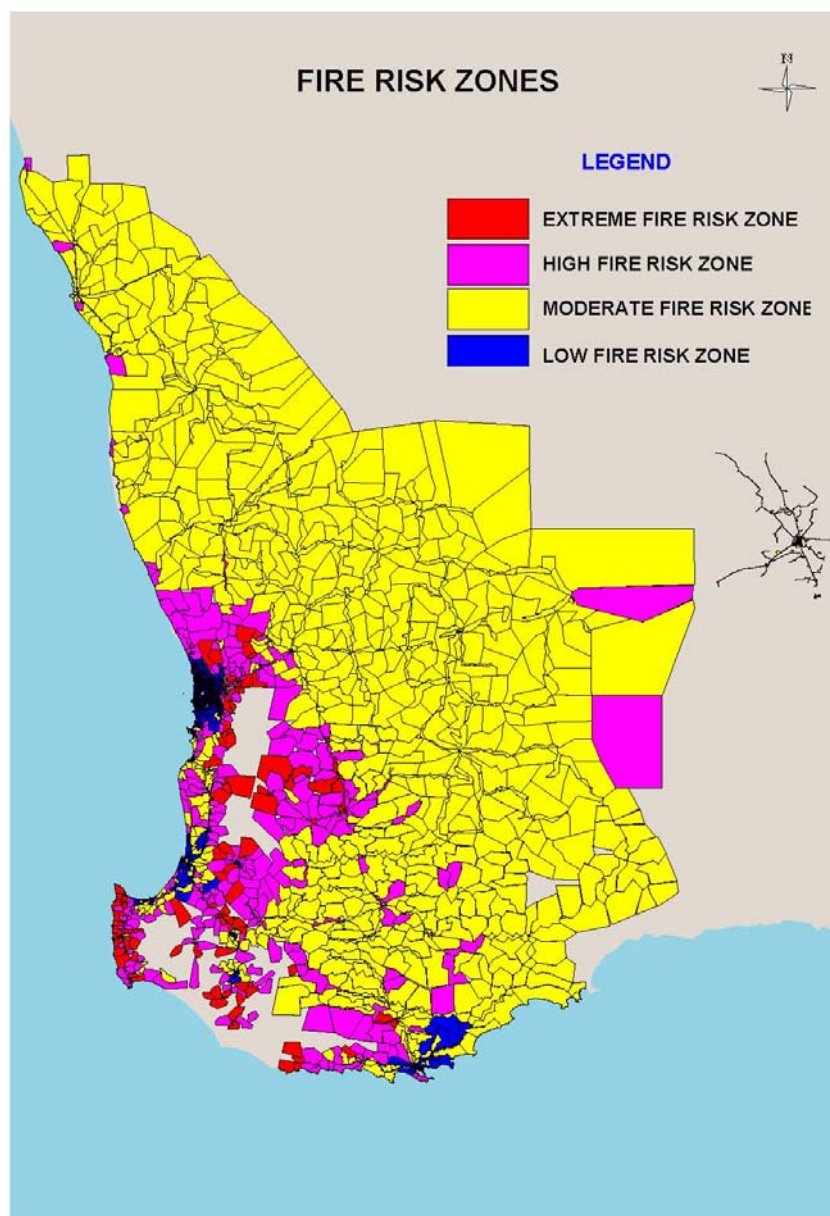 N
FIRE RISK ZONES
LEGEND
EXTREME FIRE RISK ZONE
HIGH FIRE RISK ZONE
MODERATE FIRE RISK ZONE
LOW FIRE RISK ZONE